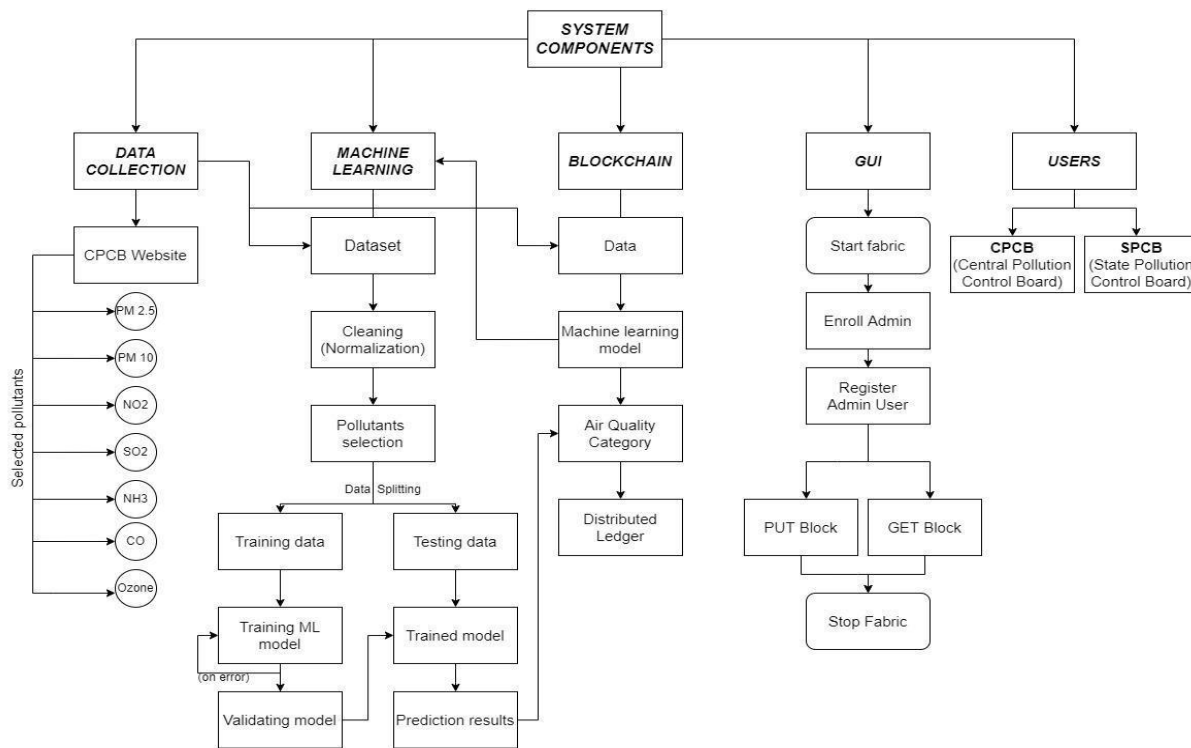 SYSTEM
COMPONENTS
DATA
COLLECTION
MACHINE
LEARNING
BLOCKCHAIN
GUI
USERS
CPCB Website
Dataset
Data
Start fabric
CPCB
(Central Pollution
Control Board)
SPCB
(State Pollution
Control Board)
Selected pollutants
PM 2.5
PM 10
NO2
SO2
NH3
CO
Ozone
Cleaning
(Normalization)
Machine learning
model
Enroll Admin
Pollutants
selection
Air Quality
Category
Register
Admin User
Data Splitting
Training data
Testing data
Distributed
Ledger
PUT Block
GET Block
Training ML
model
(on error)
Trained model
Stop Fabric
Validating model
Prediction results